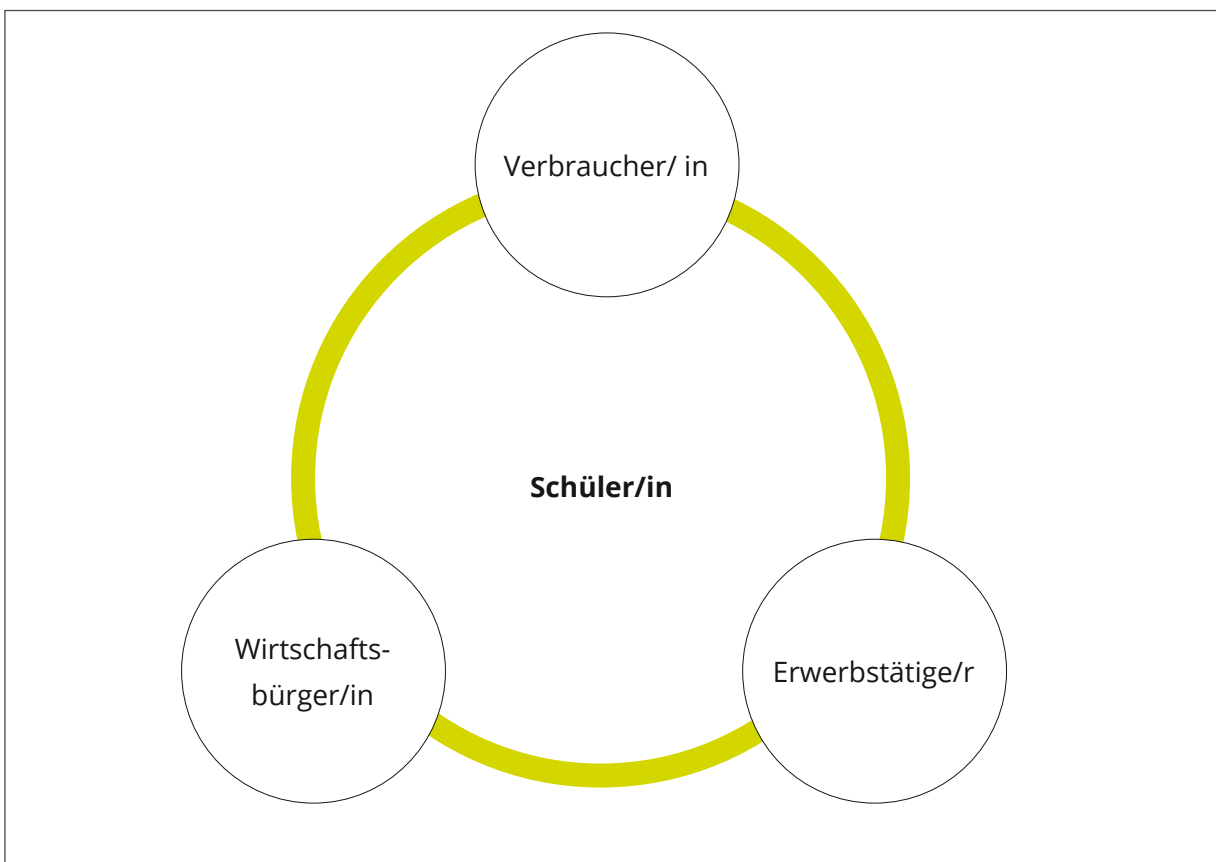 Verbraucher/ in
Schüler/in
Wirtschafts-
bürger/in
Erwerbstätige/r